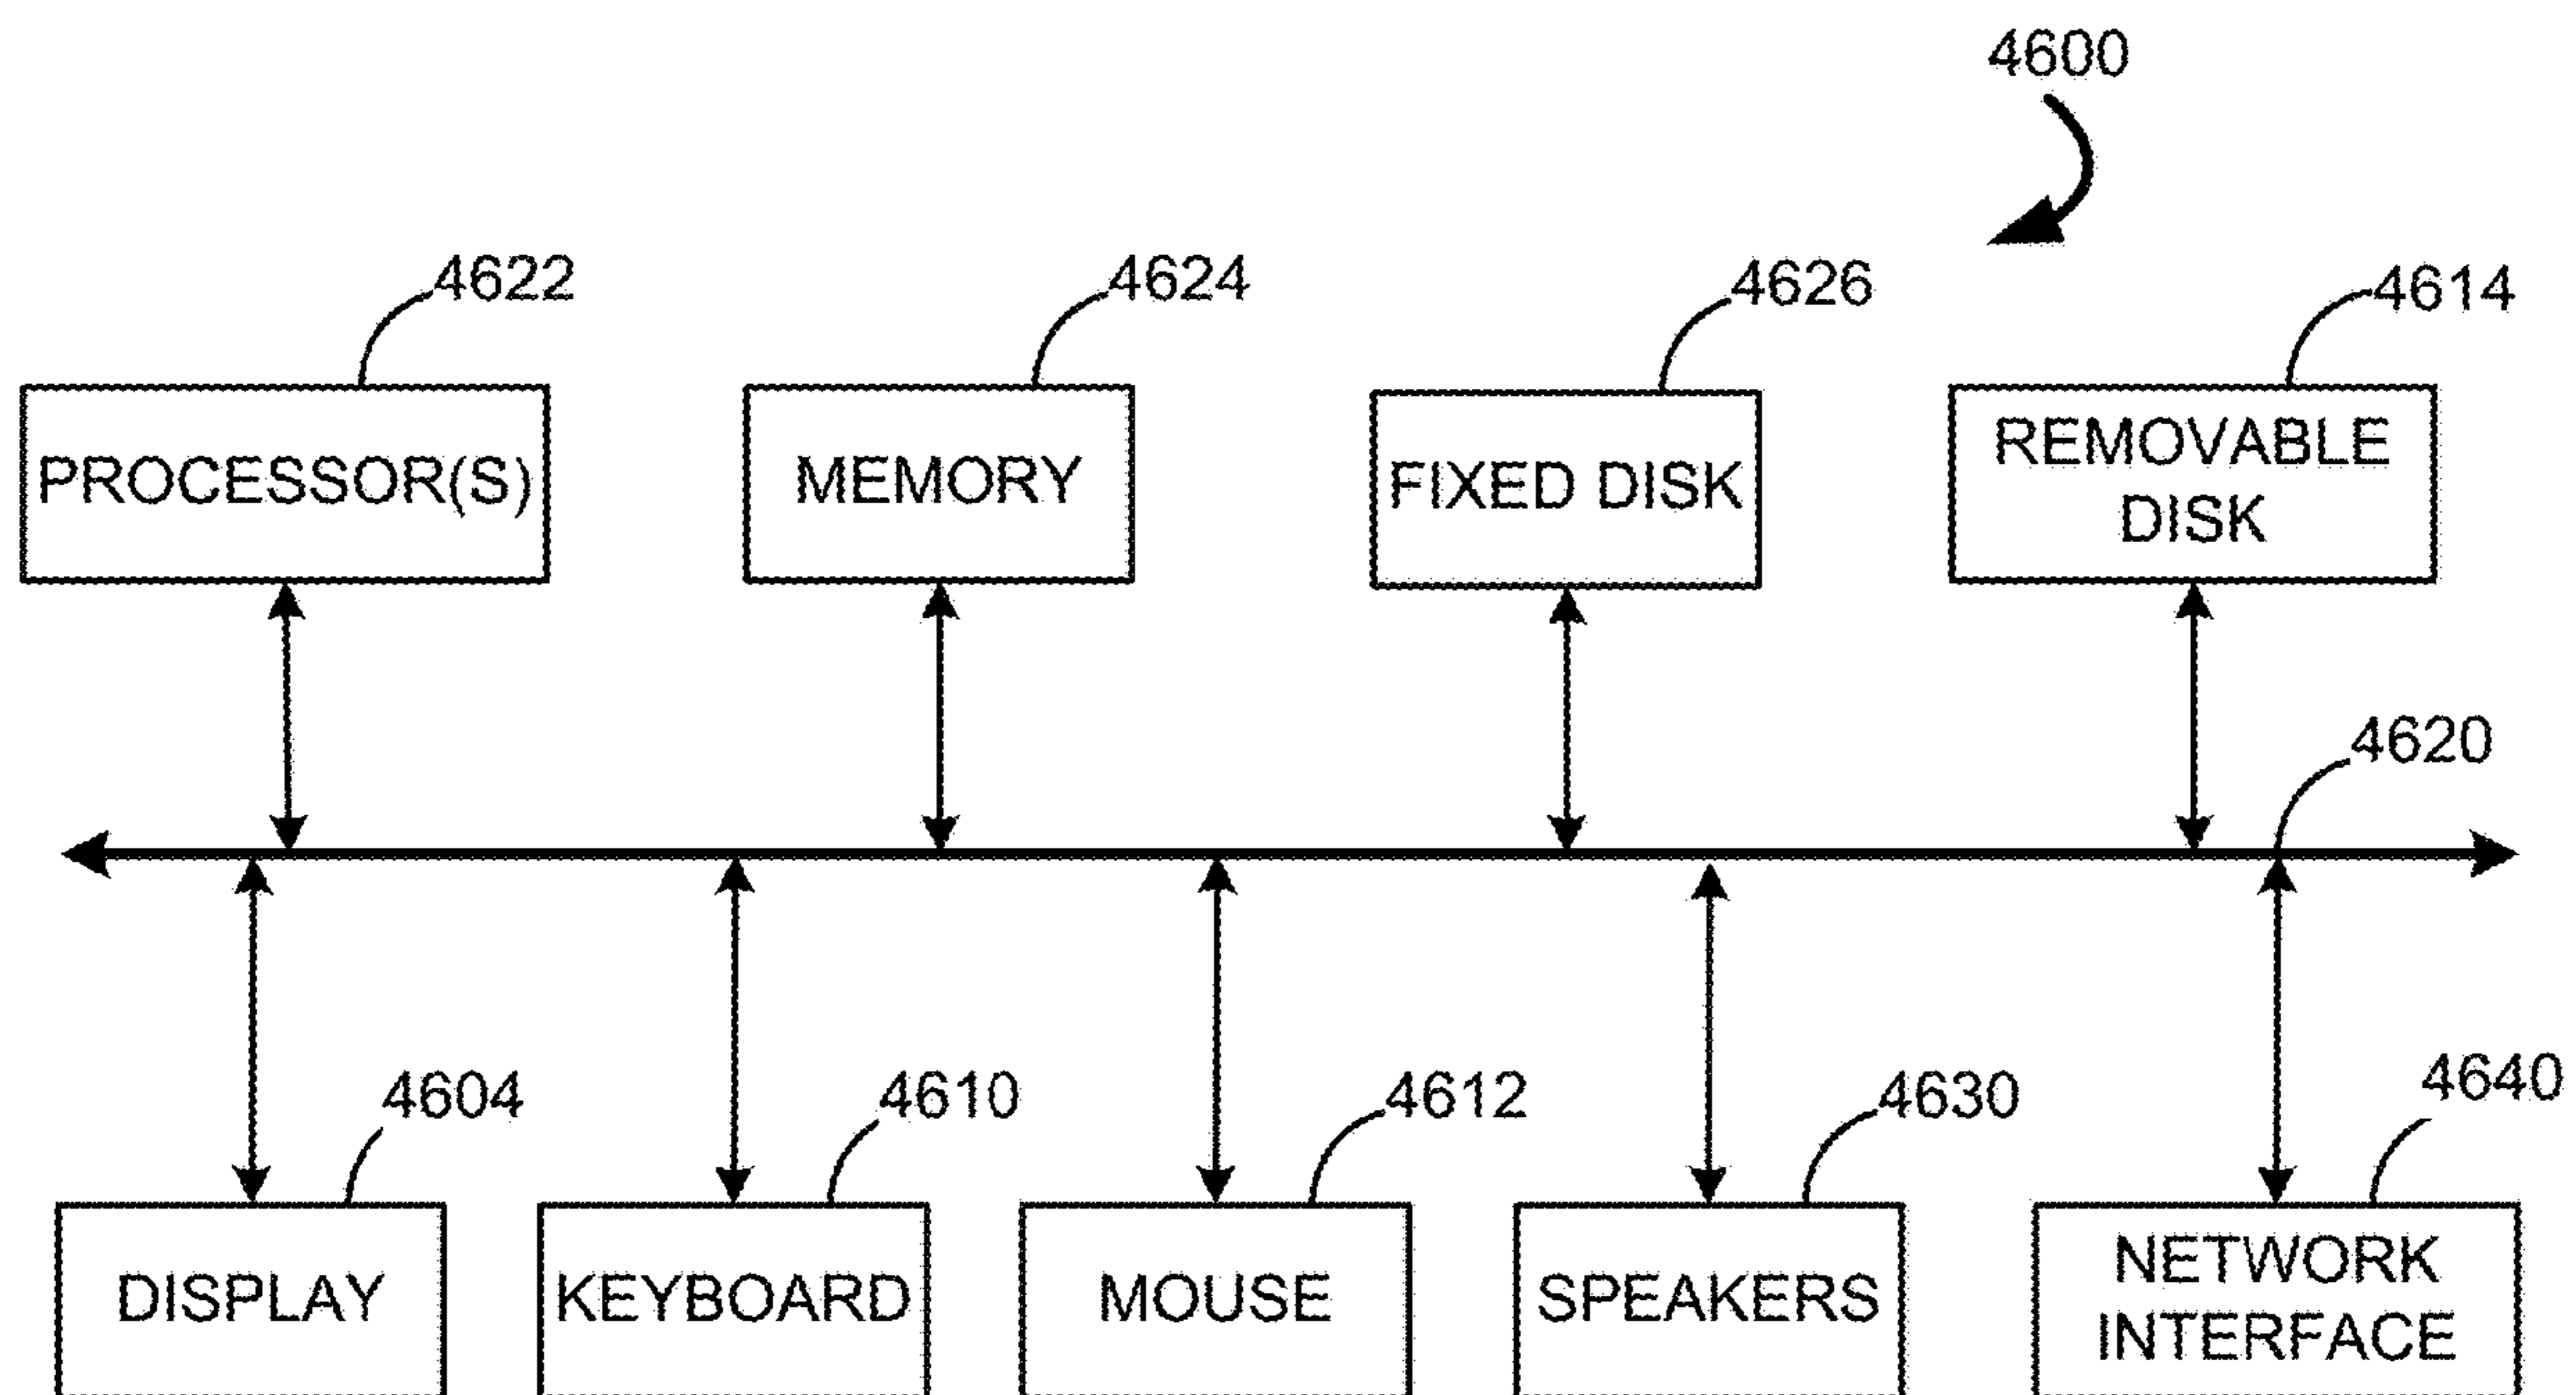 4600
4622
4624
4626
4614
PROCESSOR(S)
MEMORY
FIXED DISK
REMOVABLE
DISK
4620
4604
4610
4612
4630
4640
DISPLAY
KEYBOARD
MOUSE
SPEAKERS
NETWORK
INTERFACE